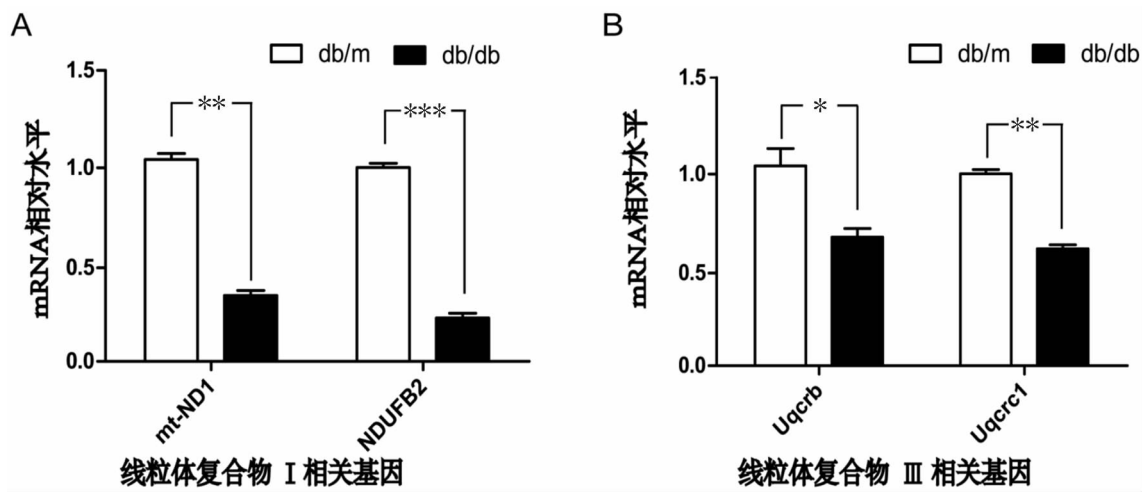 A
db/m db/db
mRNA相对水平
1.5
1.0
0.5
0.0
** ***
mt-ND1 NDUFB2
线粒体复合物 Ⅰ 相关基因
B
db/m db/db
mRNA相对水平
1.5
1.0
0.5
0.0
* **
Uqcrb Uqcrc1
线粒体复合物 Ⅲ 相关基因